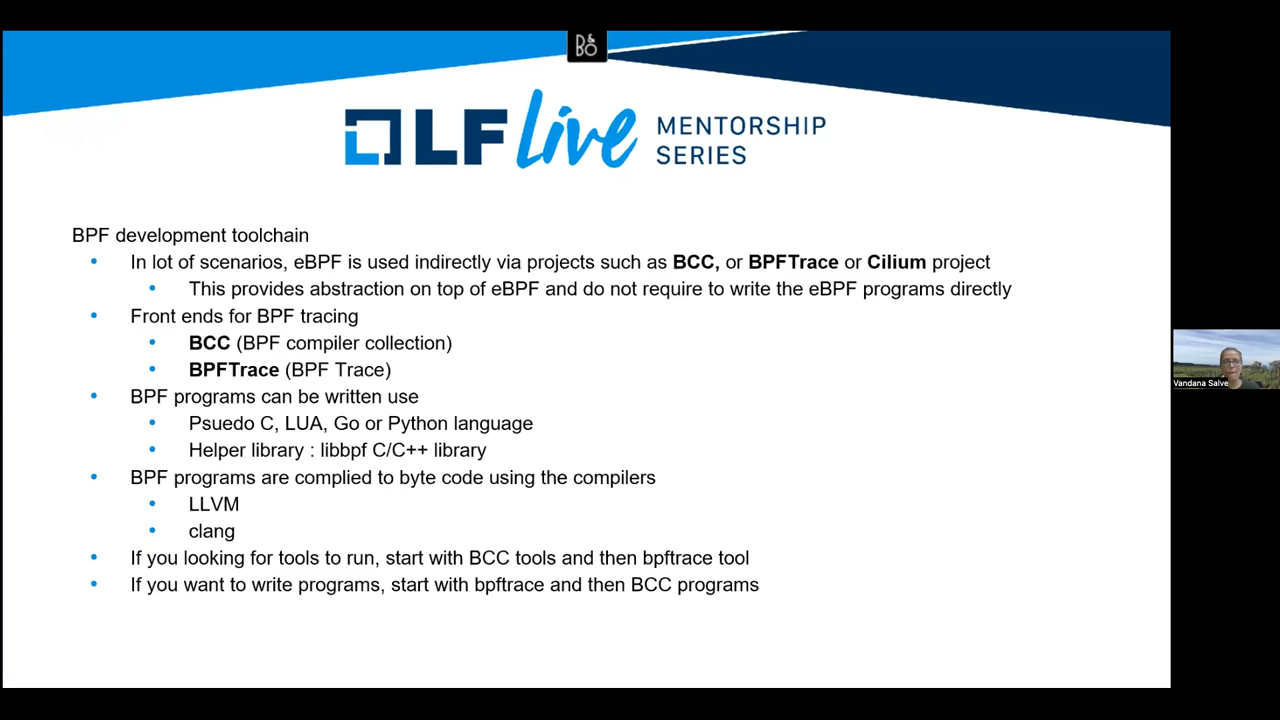 B&O
LF Live MENTORSHIP
SERIES
BPF development toolchain
• In lot of scenarios, eBPF is used indirectly via projects such as BCC, or BPFTrace or Cilium project
• This provides abstraction on top of eBPF and do not require to write the eBPF programs directly
• Front ends for BPF tracing
• BCC (BPF compiler collection)
• BPFTrace (BPF Trace)
• BPF programs can be written use
• Psuedo C, LUA, Go or Python language
• Helper library : libbpf C/C++ library
• BPF programs are complied to byte code using the compilers
• LLVM
• clang
• If you looking for tools to run, start with BCC tools and then bpftrace tool
• If you want to write programs, start with bpftrace and then BCC programs
Vandana Salve